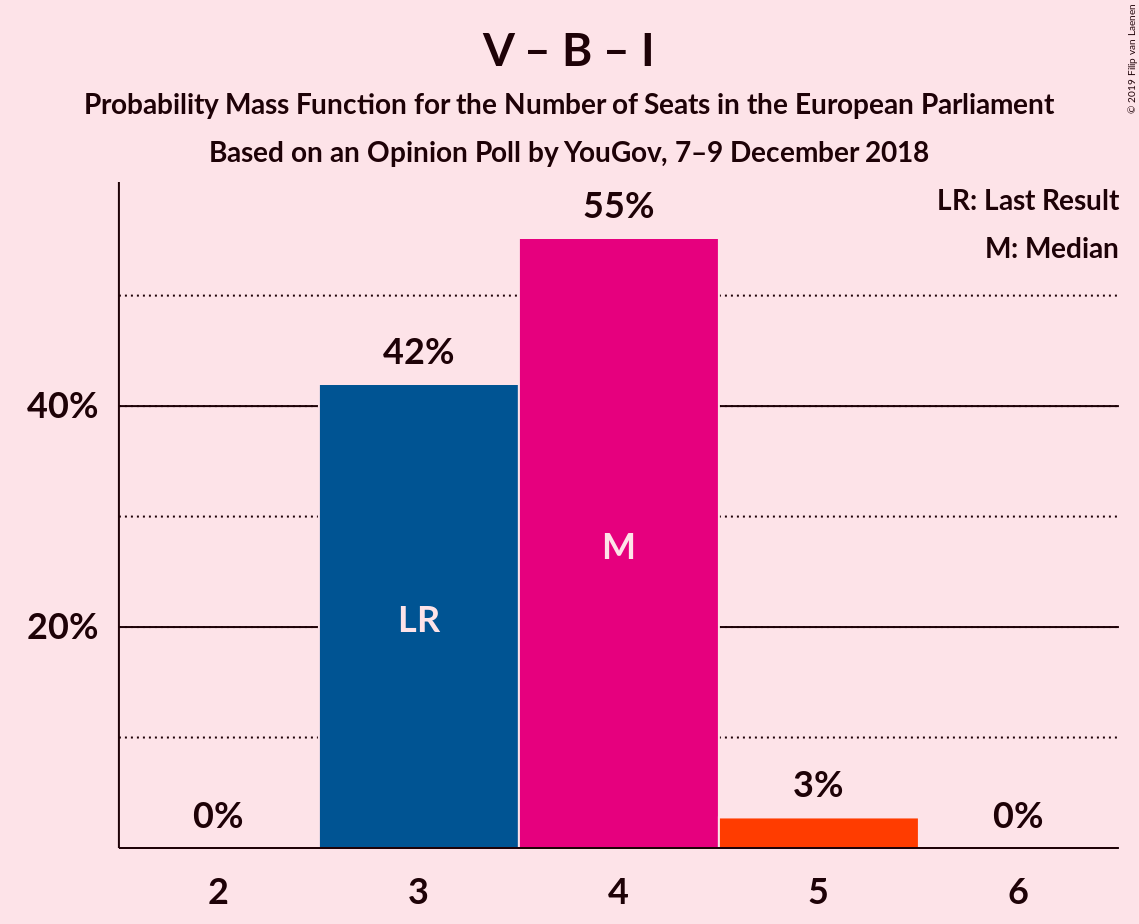 V – B – I
Probability Mass Function for the Number of Seats in the European Parliament
Based on an Opinion Poll by YouGov, 7–9 December 2018
© 2019 Filip van Laenen
LR: Last Result
M: Median
55%
42%
40%
M
LR
20%
3%
0%
0%
2
3
4
5
6